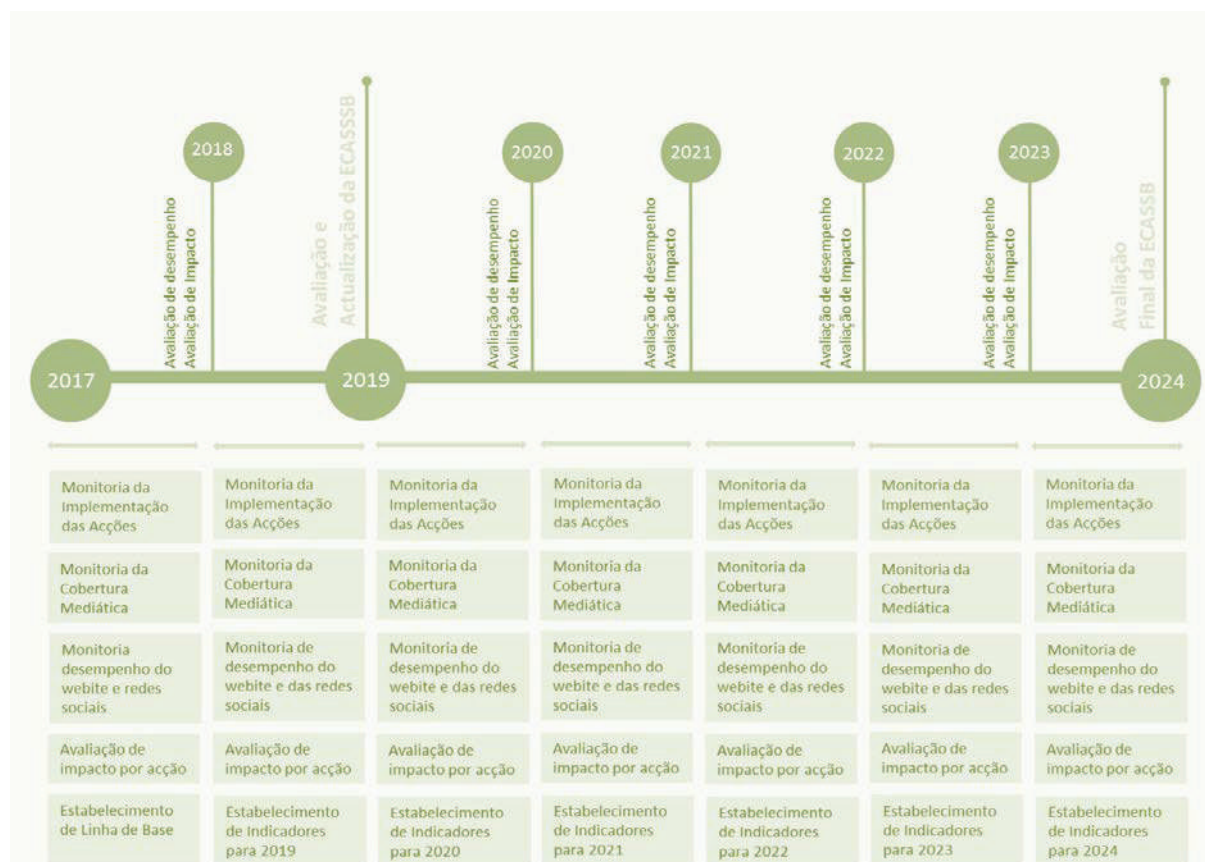 2018
Avaliação de desempenho
Avaliação de Impacto
Avaliação e
Actualização da ECASSSB
2020
Avaliação de desempenho
Avaliação de Impacto
2021
Avaliação de desempenho
Avaliação de Impacto
2022
Avaliação de desempenho
Avaliação de Impacto
2023
Avaliação de desempenho
Avaliação de Impacto
Avaliação
Final da ECASSB
2017
2019
2024
Monitoria da
Implementação
das Acções
Monitoria da
Cobertura
Mediática
Monitoria
desempenho do
webite e redes
sociais
Avaliação de
impacto por acção
Estabelecimento
de Linha de Base
Monitoria da
Implementação
das Acções
Monitoria da
Cobertura
Mediática
Monitoria de
desempenho do
webite e das redes
sociais
Avaliação de
impacto por acção
Estabelecimento
de Indicadores
para 2019
Monitoria da
Implementação
das Acções
Monitoria da
Cobertura
Mediática
Monitoria de
desempenho do
webite e das redes
sociais
Avaliação de
impacto por acção
Estabelecimento
de Indicadores
para 2020
Monitoria da
Implementação
das Acções
Monitoria da
Cobertura
Mediática
Monitoria de
desempenho do
webite e das redes
sociais
Avaliação de
impacto por acção
Estabelecimento
de Indicadores
para 2021
Monitoria da
Implementação
das Acções
Monitoria da
Cobertura
Mediática
Monitoria de
desempenho do
webite e das redes
sociais
Avaliação de
impacto por acção
Estabelecimento
de Indicadores
para 2022
Monitoria da
Implementação
das Acções
Monitoria da
Cobertura
Mediática
Monitoria de
desempenho do
webite e das redes
sociais
Avaliação de
impacto por acção
Estabelecimento
de Indicadores
para 2023
Monitoria da
Implementação
das Acções
Monitoria da
Cobertura
Mediática
Monitoria de
desempenho do
webite e das redes
sociais
Avaliação de
impacto por acção
Estabelecimento
de Indicadores
para 2024